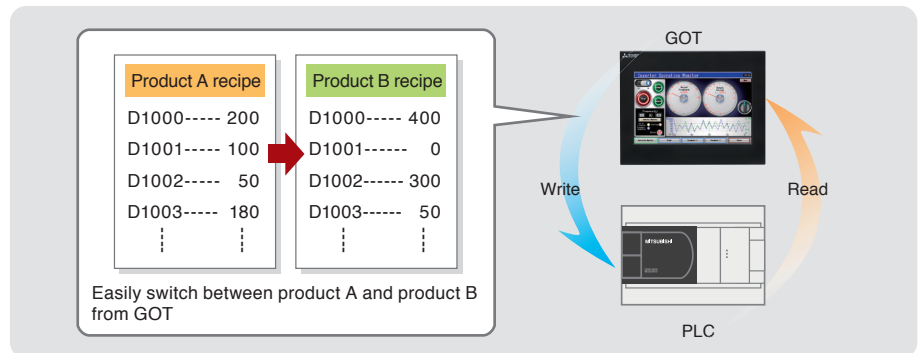 GOT
Product A recipe
D1000----- 200
D1001----- 100
D1002----- 50
D1003----- 180
Product B recipe
D1000----- 400
D1001------ 0
D1002------ 300
D1003------ 50
Easily switch between product A and product B
from GOT
Write
Read
MITSUBISHI
PLC